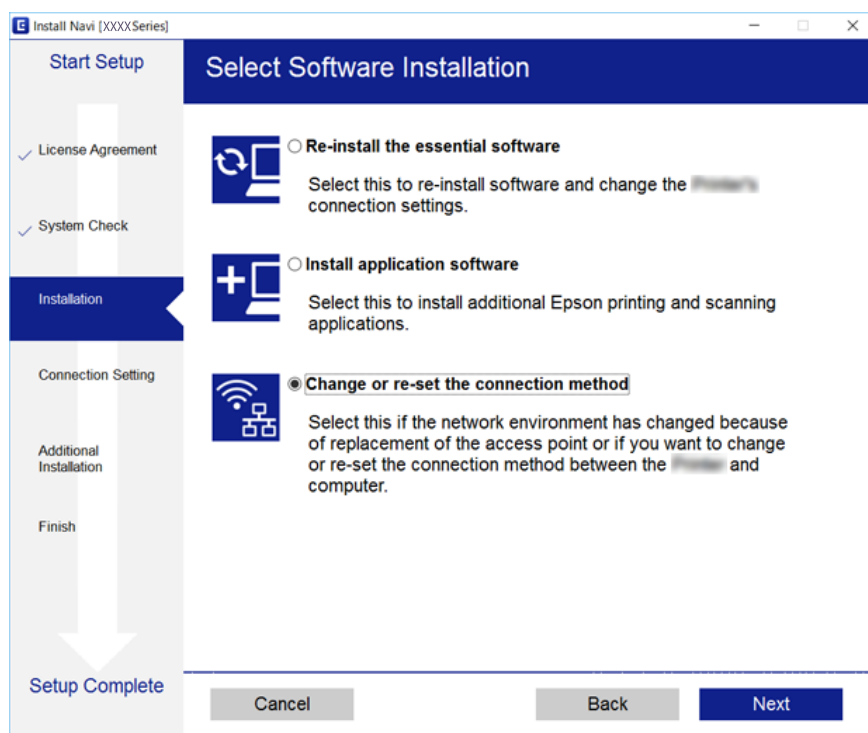 Install Navi [XXXX Series]
Start Setup
License Agreement
System Check
Installation
Connection Setting
Additional
Installation
Finish
Setup Complete
Select Software Installation
Re-install the essential software
Select this to re-install software and change the
connection settings.
Install application software
Select this to install additional Epson printing and scanning
applications.
Change or re-set the connection method
Select this if the network environment has changed because
of replacement of the access point or if you want to change
or re-set the connection method between the
and
computer.
Cancel
Back
Next